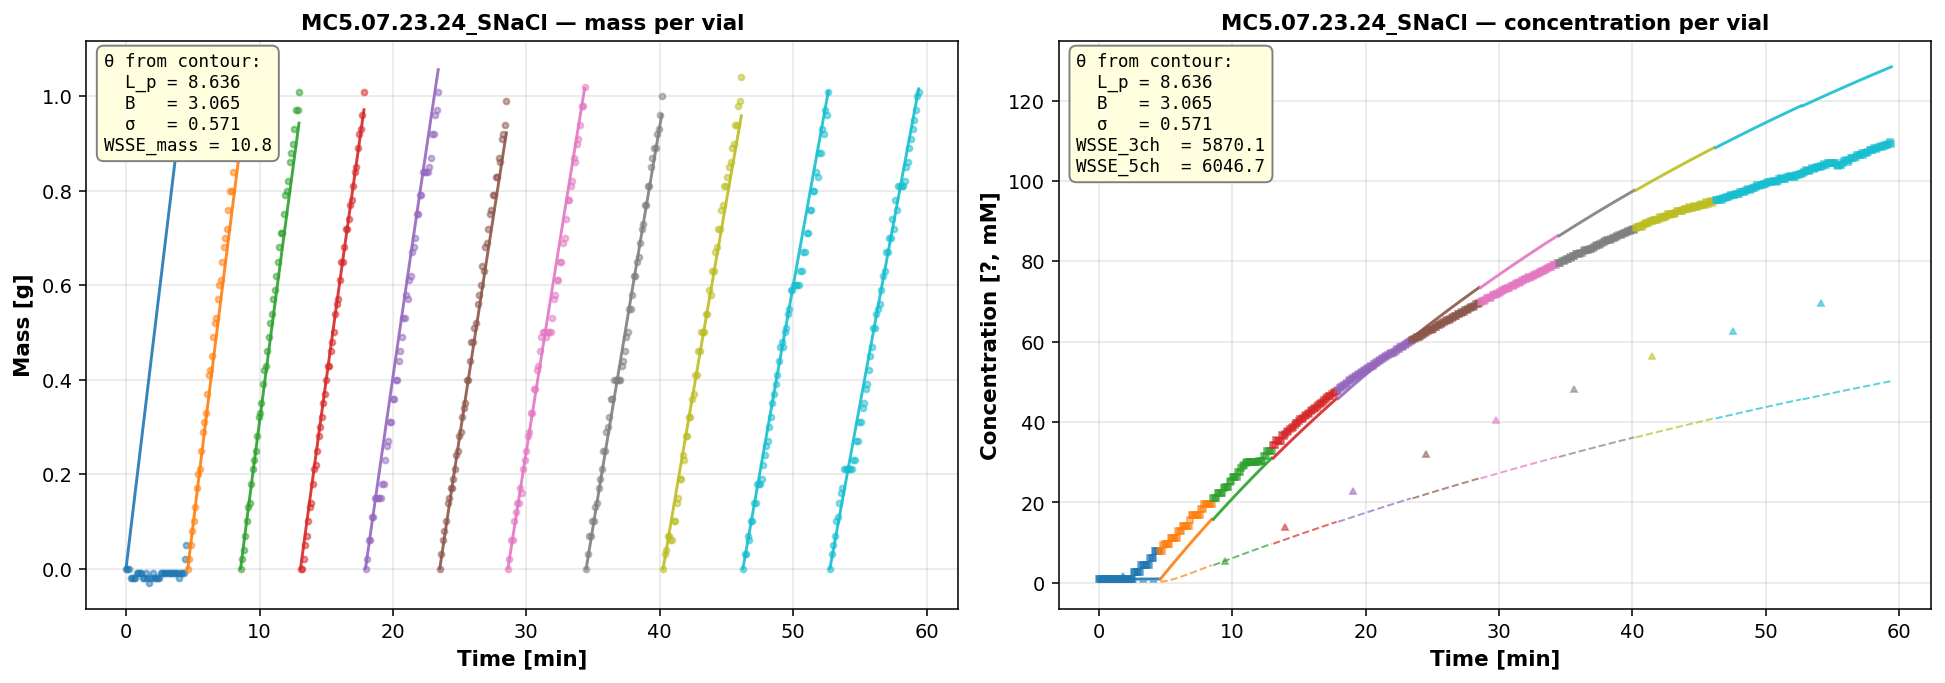 MC5.07.23.24_SNaCl — mass per vial
θ from contour:
L_p = 8.636
B = 3.065
σ = 0.571
WSSE_mass = 10.8
Mass [g]
1.0
0.8
0.6
0.4
0.2
0.0
0 10 20 30 40 50 60
Time [min]
MC5.07.23.24_SNaCl — concentration per vial
θ from contour:
L_p = 8.636
B = 3.065
σ = 0.571
WSSE_3ch = 5870.1
WSSE_5ch = 6046.7
Concentration [?, mM]
120
100
80
60
40
20
0
0 10 20 30 40 50 60
Time [min]